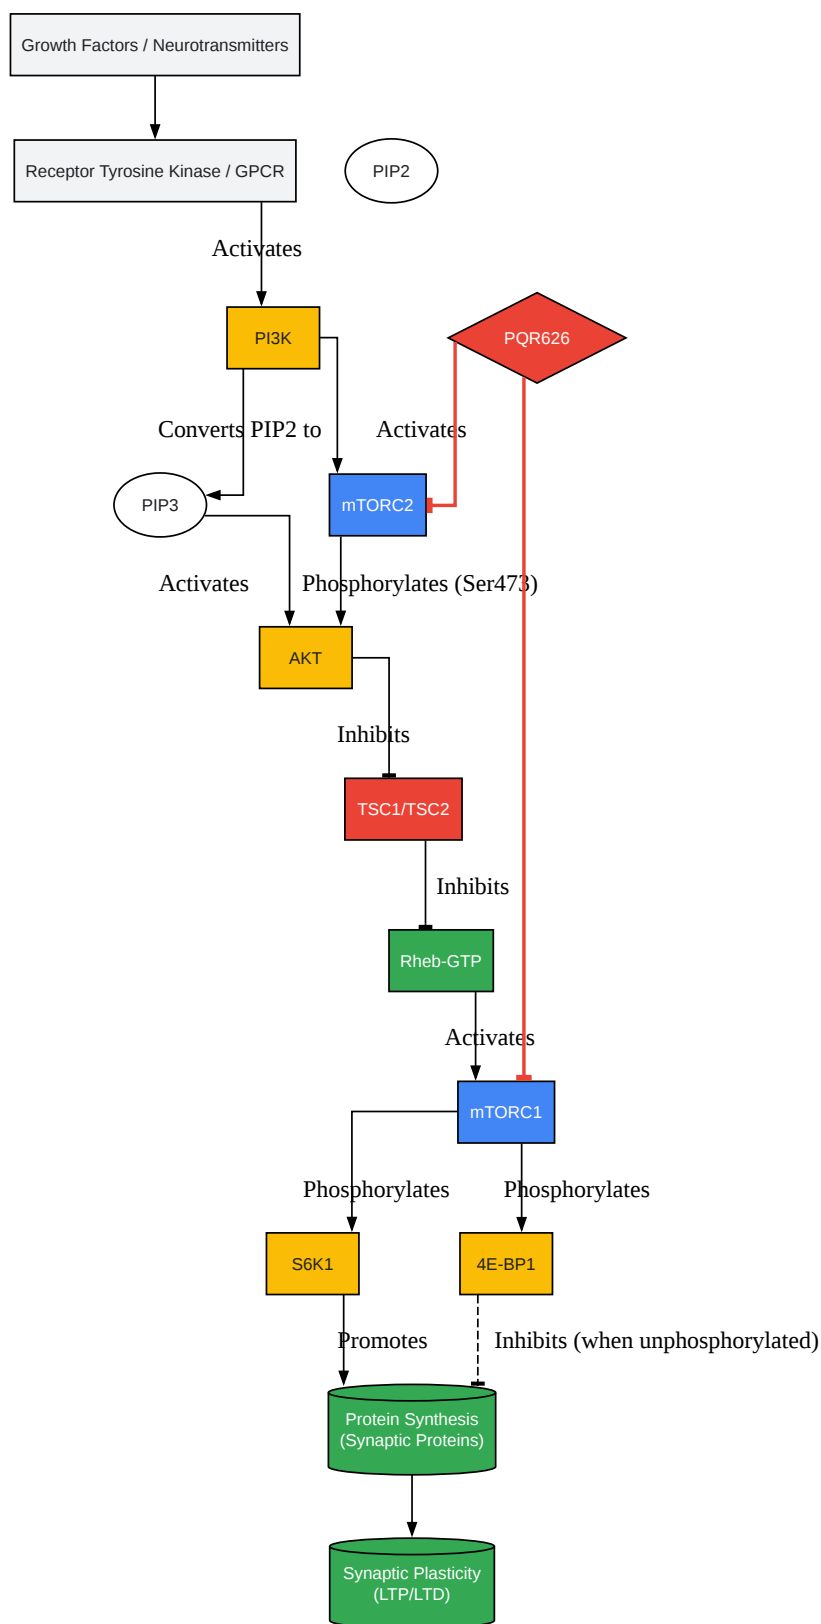 Growth Factors / Neurotransmitters
Receptor Tyrosine Kinase / GPCR
PIP2
Activates
PI3K
PQR626
Converts PIP2 to
Activates
PIP3
mTORC2
Activates
Phosphorylates (Ser473)
AKT
Inhibits
TSC1/TSC2
Inhibits
Rheb-GTP
Activates
mTORC1
Phosphorylates
Phosphorylates
S6K1
4E-BP1
Promotes
Inhibits (when unphosphorylated)
Protein Synthesis
(Synaptic Proteins)
Synaptic Plasticity
(LTP/LTD)